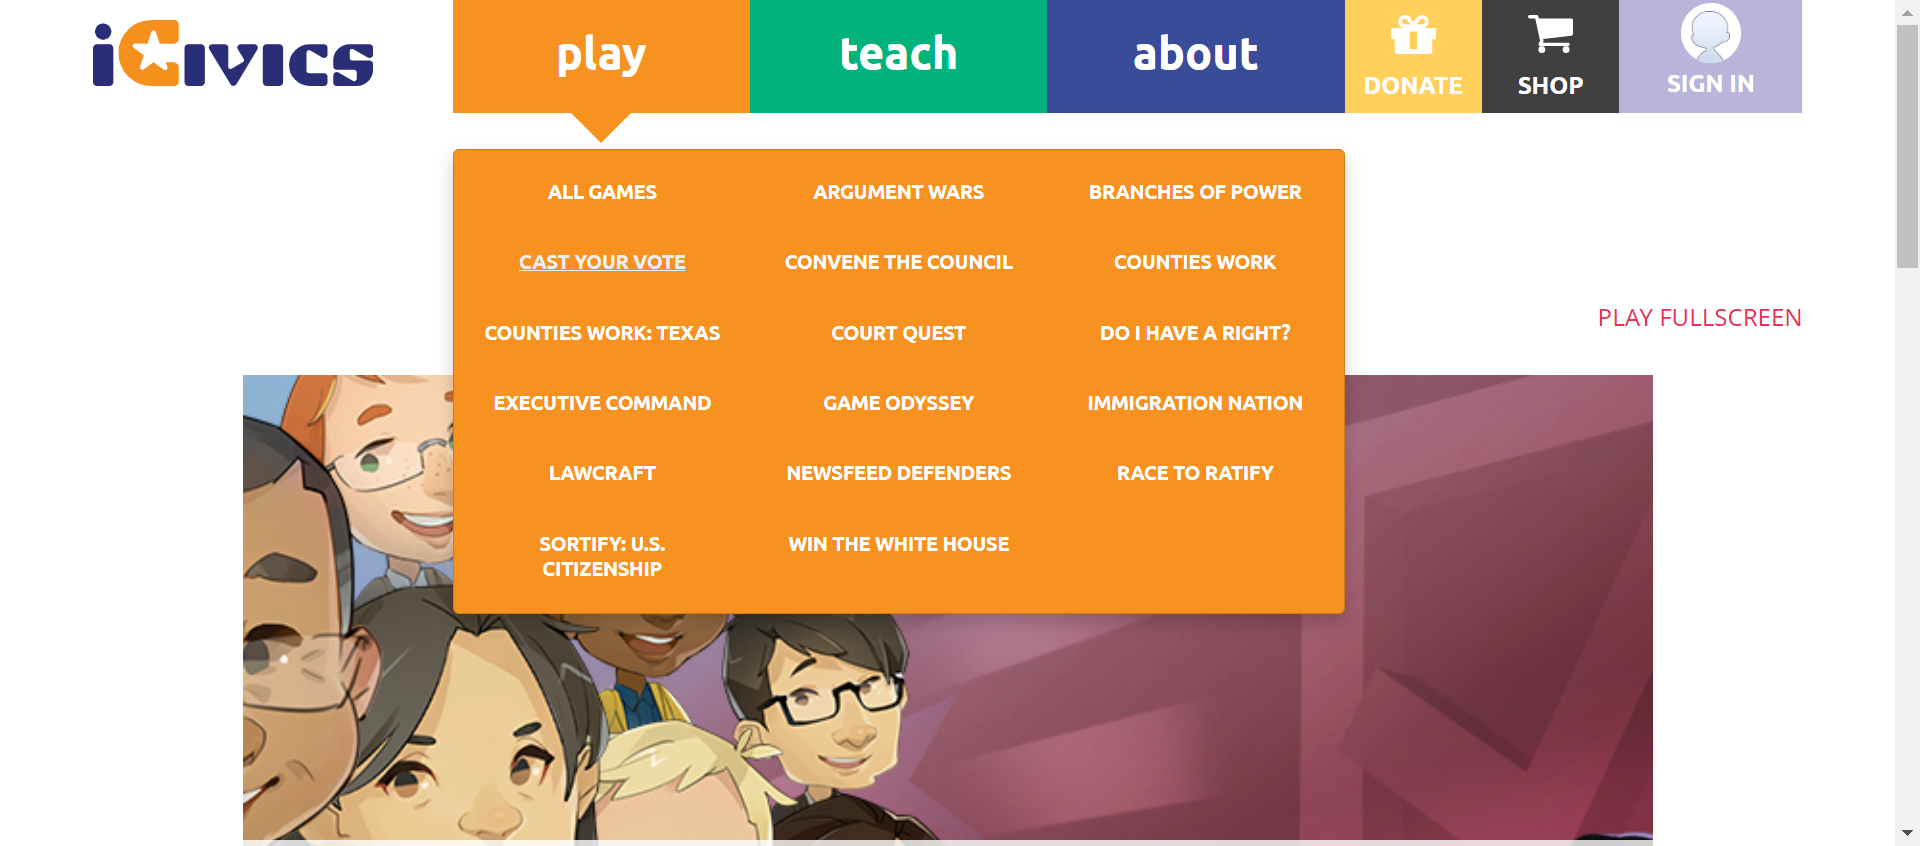 iCivics
play
teach
about
DONATE
SHOP
SIGN IN
ALL GAMES
ARGUMENT WARS
BRANCHES OF POWER
CAST YOUR VOTE
CONVENE THE COUNCIL
COUNTIES WORK
COUNTIES WORK: TEXAS
COURT QUEST
DO I HAVE A RIGHT?
EXECUTIVE COMMAND
GAME ODYSSEY
IMMIGRATION NATION
LAWCRAFT
NEWSFEED DEFENDERS
RACE TO RATIFY
SORTIFY: U.S.
CITIZENSHIP
WIN THE WHITE HOUSE
PLAY FULLSCREEN